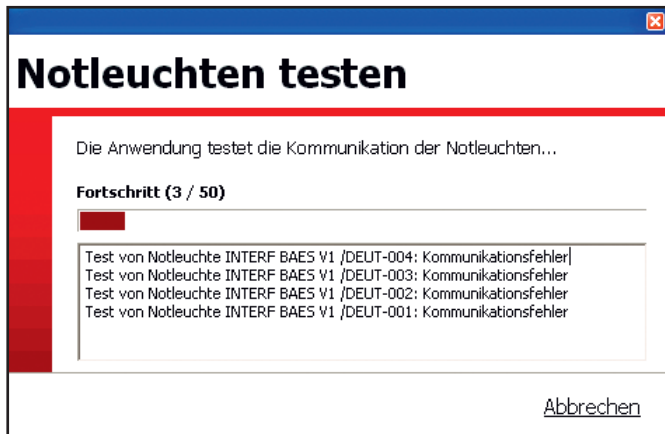 Notleuchten testen
Die Anwendung testet die Kommunikation der Notleuchten...
Fortschritt (3 / 50)
Test von Notleuchte INTERF BAES V1 /DEUT-004: Kommunikationsfehler
Test von Notleuchte INTERF BAES V1 /DEUT-003: Kommunikationsfehler
Test von Notleuchte INTERF BAES V1 /DEUT-002: Kommunikationsfehler
Test von Notleuchte INTERF BAES V1 /DEUT-001: Kommunikationsfehler
Abbrechen